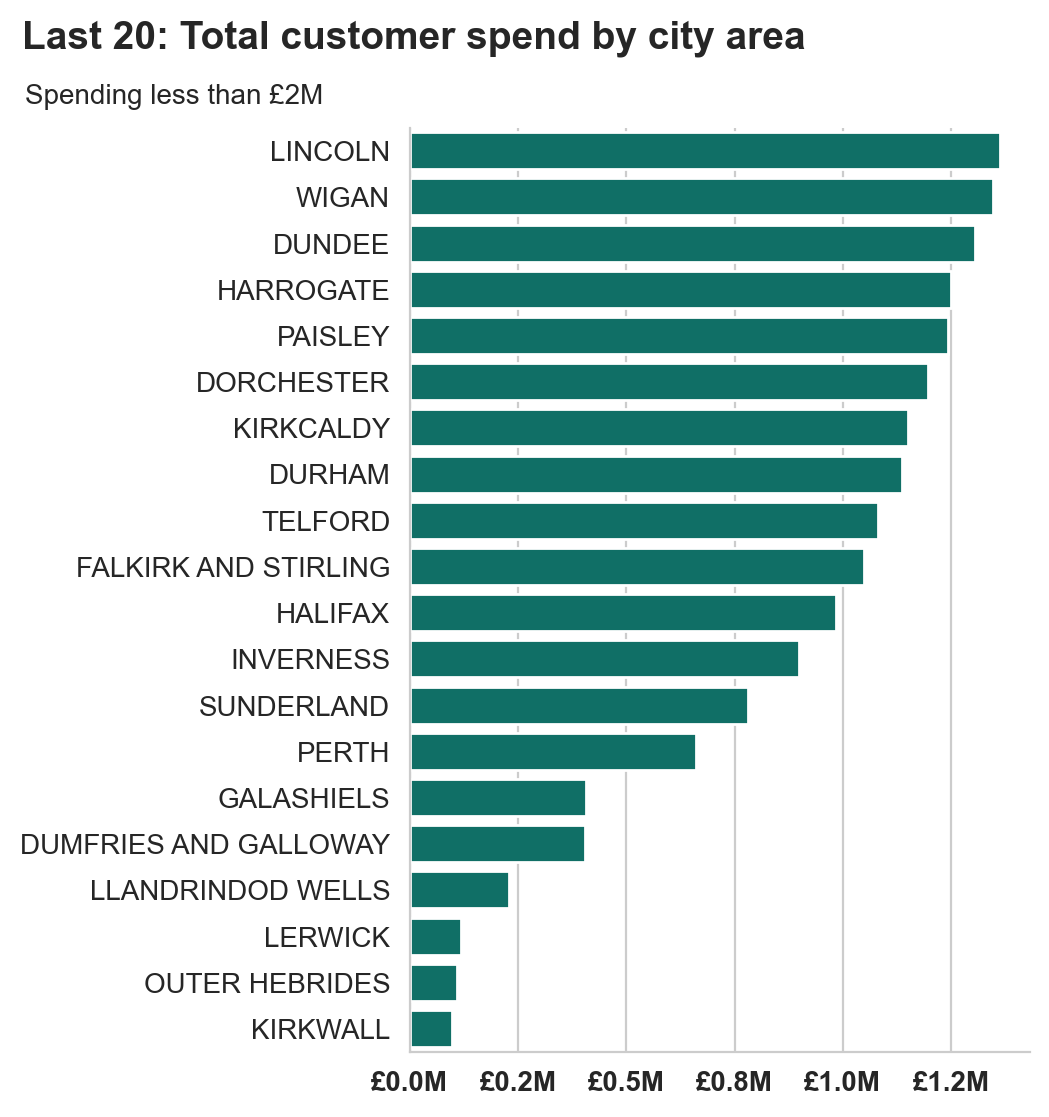 Last 20: Total customer spend by city area
Spending less than £2M
LINCOLN
WIGAN
DUNDEE
HARROGATE
PAISLEY
DORCHESTER
KIRKCALDY
DURHAM
TELFORD
FALKIRK AND STIRLING
HALIFAX
INVERNESS
SUNDERLAND
PERTH
GALASHIELS
DUMFRIES AND GALLOWAY
LLANDRINDOD WELLS
LERWICK
OUTER HEBRIDES
KIRKWALL
£0.0M £0.2M £0.5M £0.8M £1.0M £1.2M